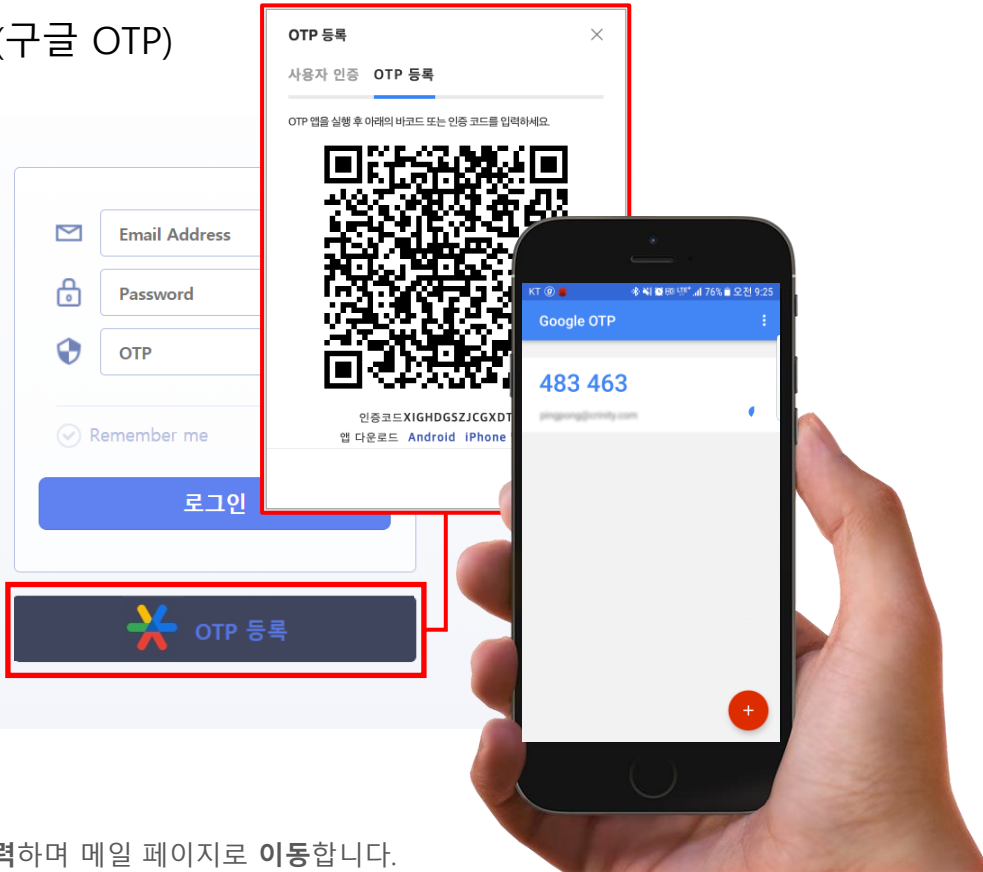 (구글 OTP)
OTP 등록
사용자 인증 OTP 등록
OTP 앱을 실행 후 아래의 바코드 또는 인증 코드를 입력하세요.
Email Address
Password
OTP
Remember me
로그인
OTP 등록
인증코드XIGHDGSZJCGXDT
앱 다운로드 Android iPhone
KT
76% 오전 9:25
Google OTP
483 463
pingpong@crinity.com
력하며 메일 페이지로 이동합니다.